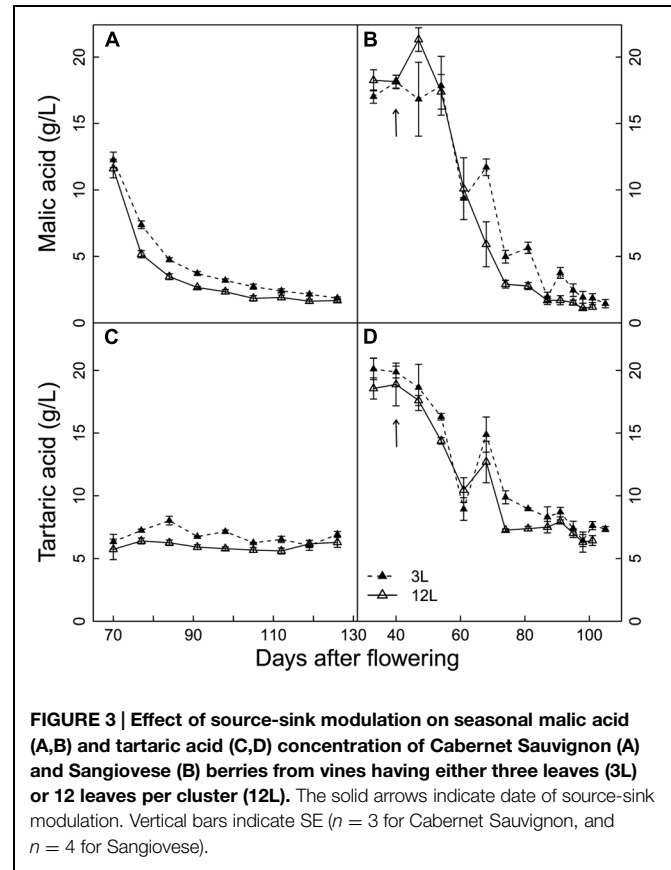 A
B
Malic acid (g/L)
0 5 10 15 20
0 5 10 15 20
C
D
Tartaric acid (g/L)
0 5 10 15 20
0 5 10 15 20
3L
12L
70 90 110 130
40 60 80 100
Days after flowering
FIGURE 3 | Effect of source-sink modulation on seasonal malic acid
(A,B) and tartaric acid (C,D) concentration of Cabernet Sauvignon (A)
and Sangiovese (B) berries from vines having either three leaves (3L)
or 12 leaves per cluster (12L). The solid arrows indicate date of source-sink
modulation. Vertical bars indicate SE (n = 3 for Cabernet Sauvignon, and
n = 4 for Sangiovese).